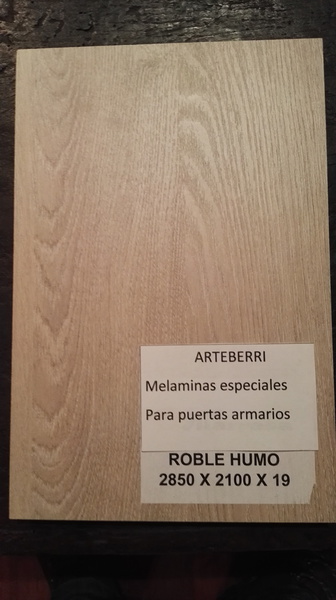 ARTEBERRI
Melaminas especiales
Para puertas armarios
ROBLE HUMO
2850 X 2100 X 19